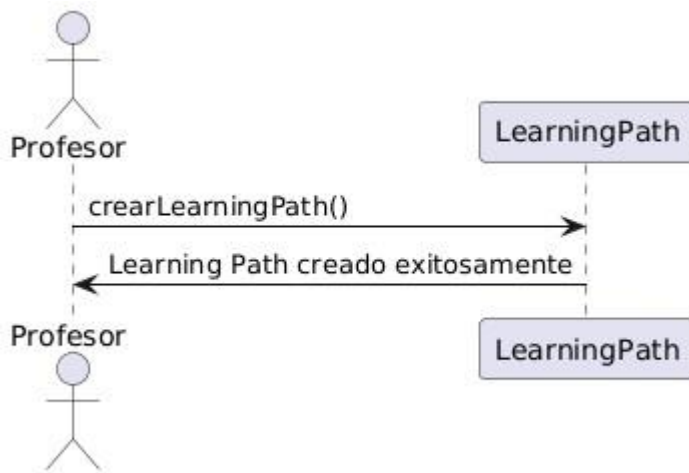 Profesor
LearningPath
crearLearningPath()
Learning Path creado exitosamente
Profesor
LearningPath